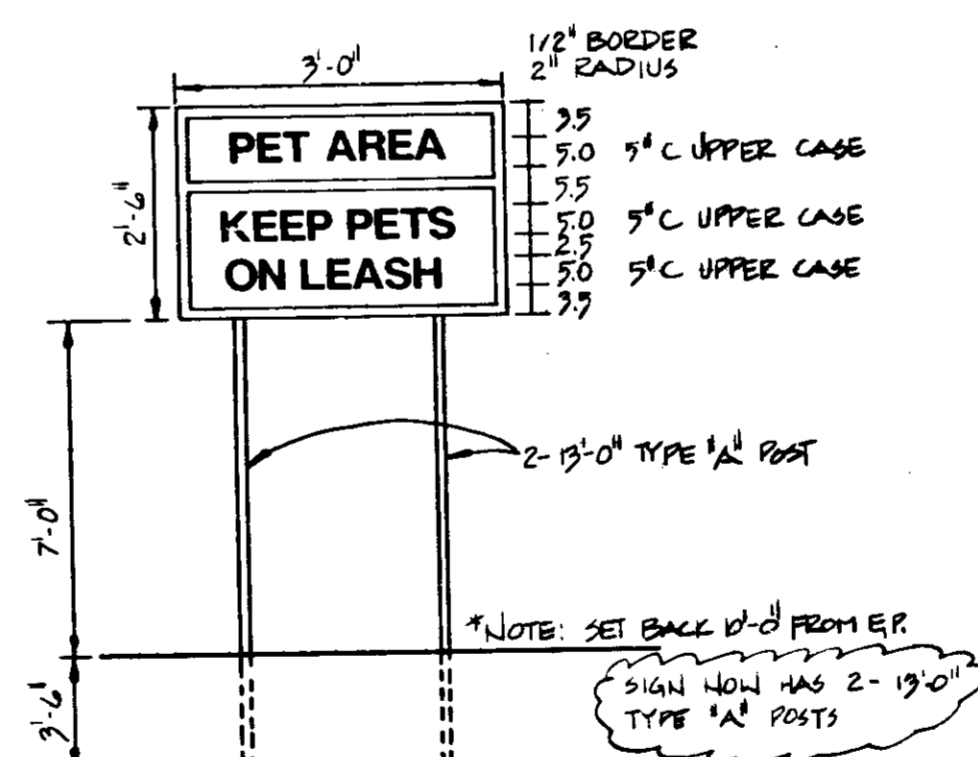 1/2" BORDER
2" RADIUS
3'-0"
3.5
PET AREA
5.0 5" C UPPER CASE
5.5
2'-6"
KEEP PETS
5.0 5" C UPPER CASE
2.5
ON LEASH
5.0 5" C UPPER CASE
3.5
2- 13'-0" TYPE "A" POST
7'-0"
*NOTE: SET BACK 10'-0" FROM E.P.
SIGN NOW HAS 2- 13'-0"
TYPE "A" POSTS
3'-6"